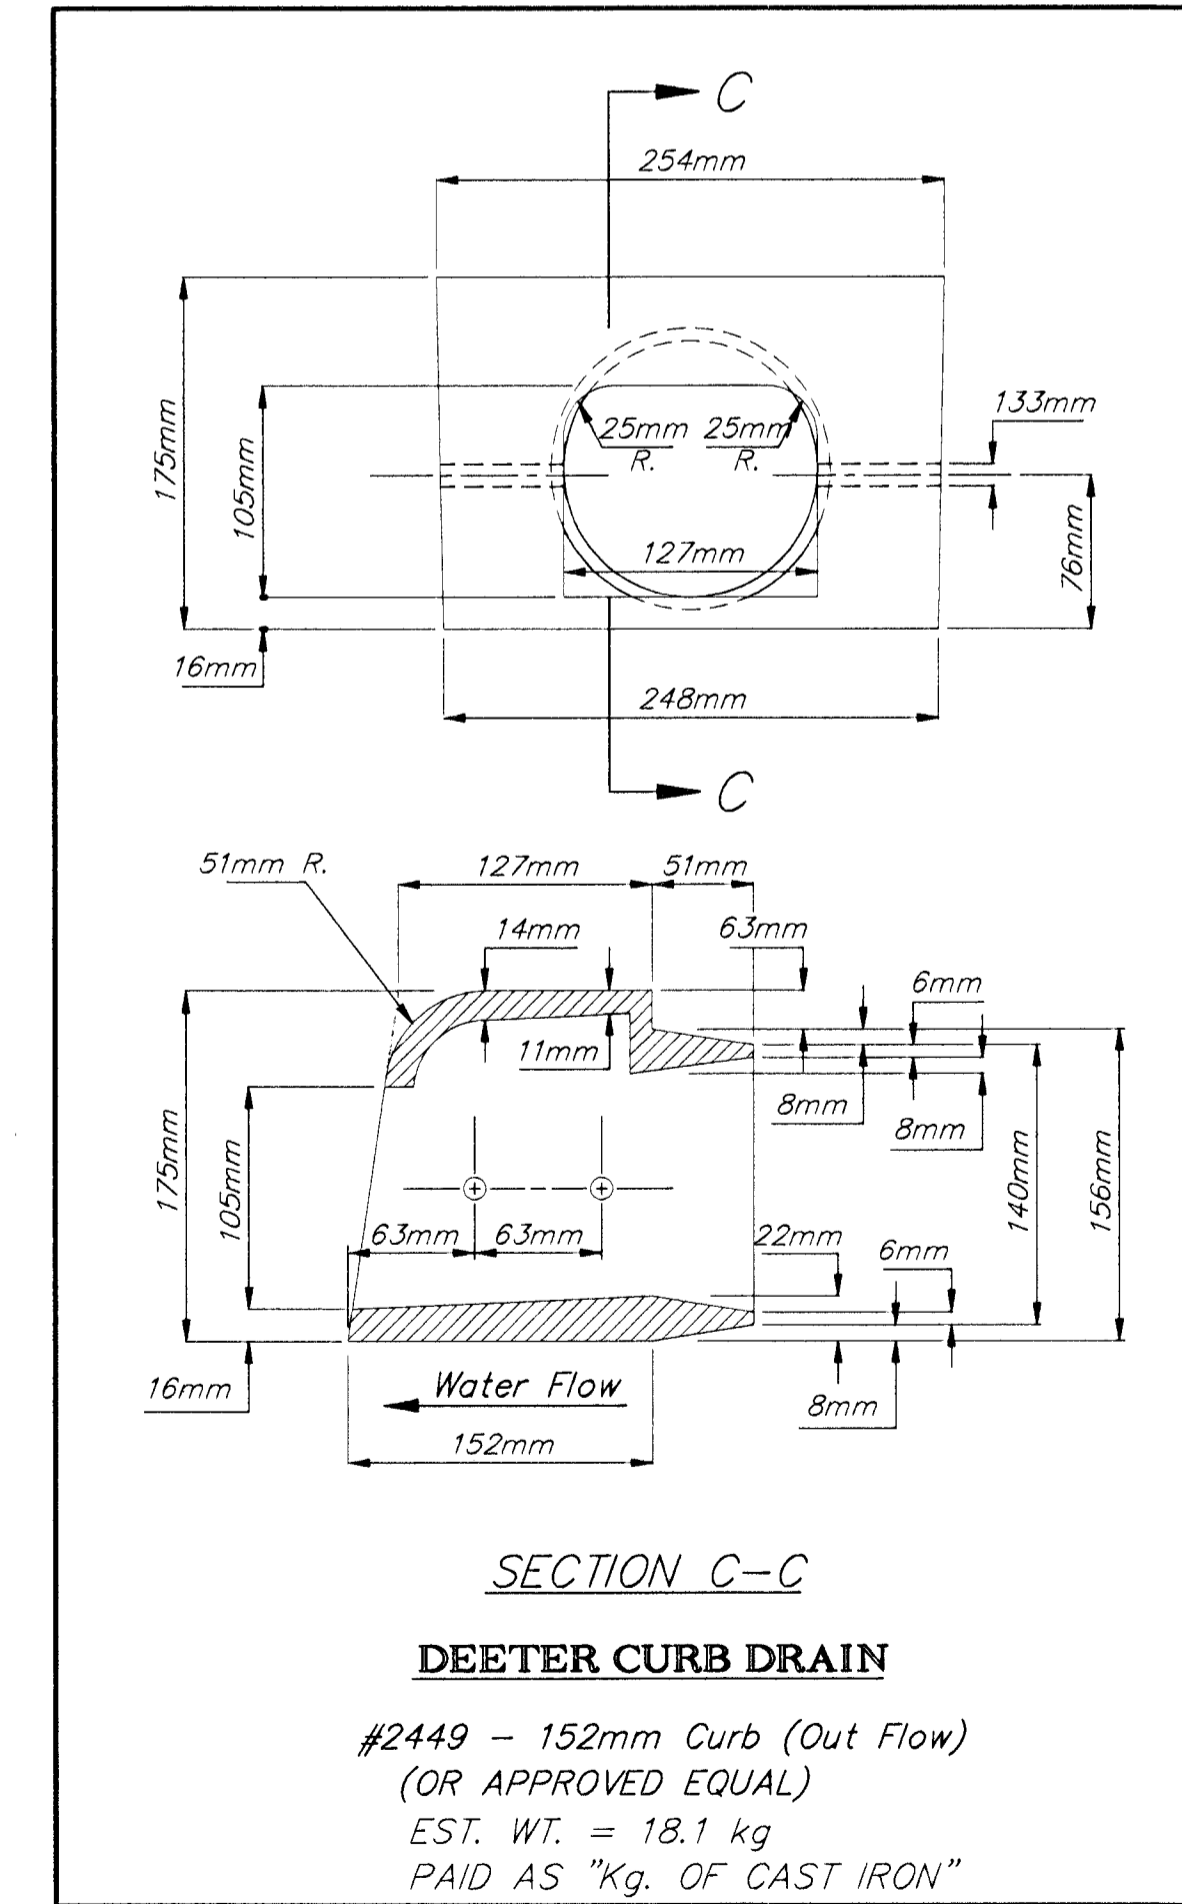 C
254mm
133mm
25mm R.
25mm R.
175mm
105mm
127mm
76mm
16mm
248mm
C
51mm R.
127mm
51mm
14mm
63mm
6mm
11mm
8mm
8mm
175mm
105mm
140mm
156mm
63mm
63mm
22mm
6mm
16mm
Water Flow
8mm
152mm
SECTION C-C
DEETER CURB DRAIN
#2449 - 152mm Curb (Out Flow)
(OR APPROVED EQUAL)
EST. WT. = 18.1 kg
PAID AS "Kg. OF CAST IRON"